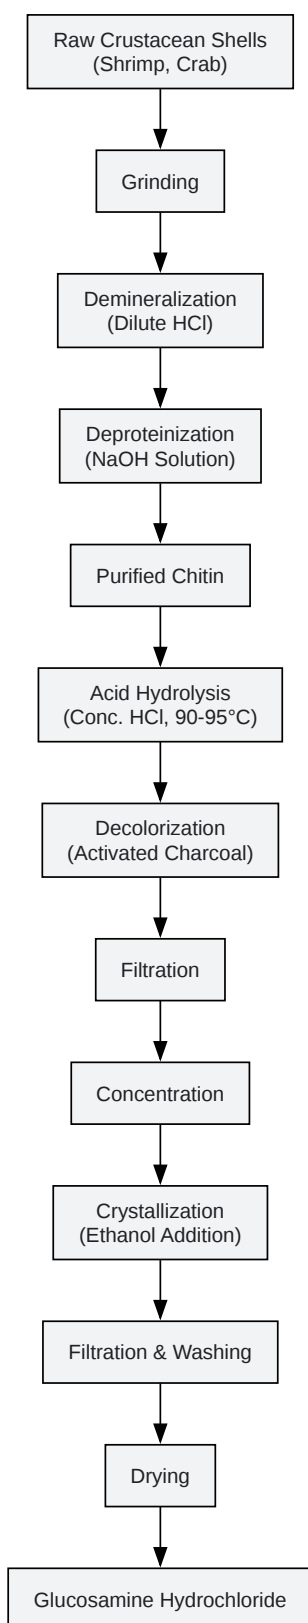 Raw Crustacean Shells
(Shrimp, Crab)
Grinding
Demineralization
(Dilute HCl)
Deproteinization
(NaOH Solution)
Purified Chitin
Acid Hydrolysis
(Conc. HCl, 90-95°C)
Decolorization
(Activated Charcoal)
Filtration
Concentration
Crystallization
(Ethanol Addition)
Filtration & Washing
Drying
Glucosamine Hydrochloride